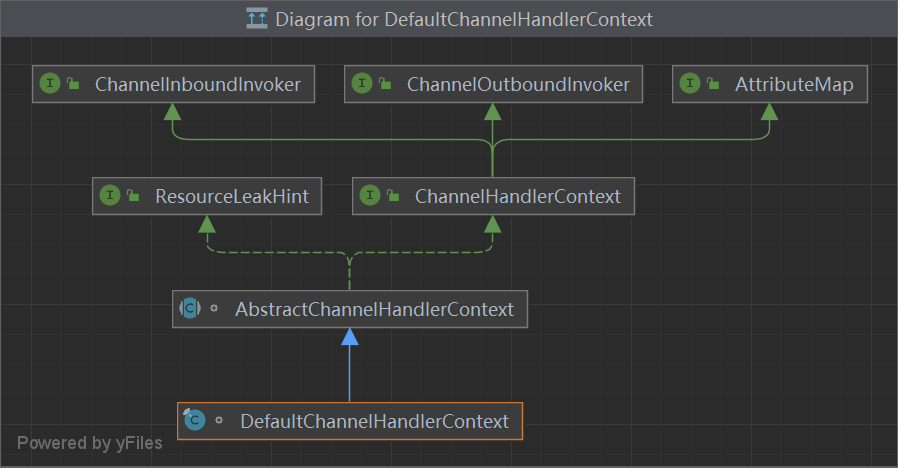 Diagram for DefaultChannelHandlerContext
I ChannelInboundInvoker
I ChannelOutboundInvoker
I AttributeMap
I ResourceLeakHint
I ChannelHandlerContext
C AbstractChannelHandlerContext
C DefaultChannelHandlerContext
Powered by yFiles